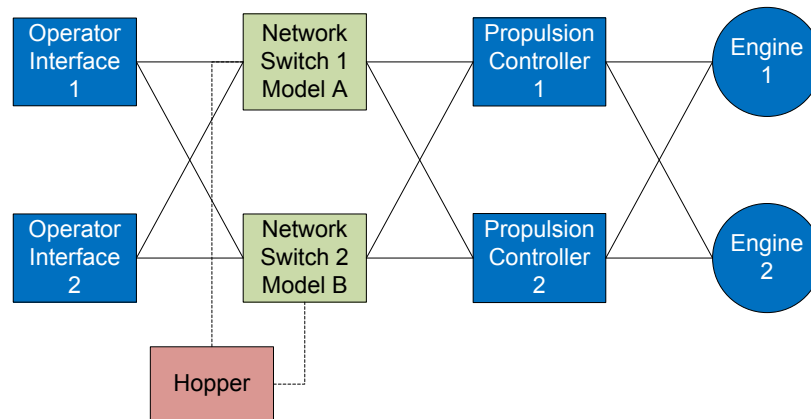 Operator
Interface
1
Network
Switch 1
Model A
Propulsion
Controller
1
Engine
1
Operator
Interface
2
Network
Switch 2
Model B
Propulsion
Controller
2
Engine
2
Hopper